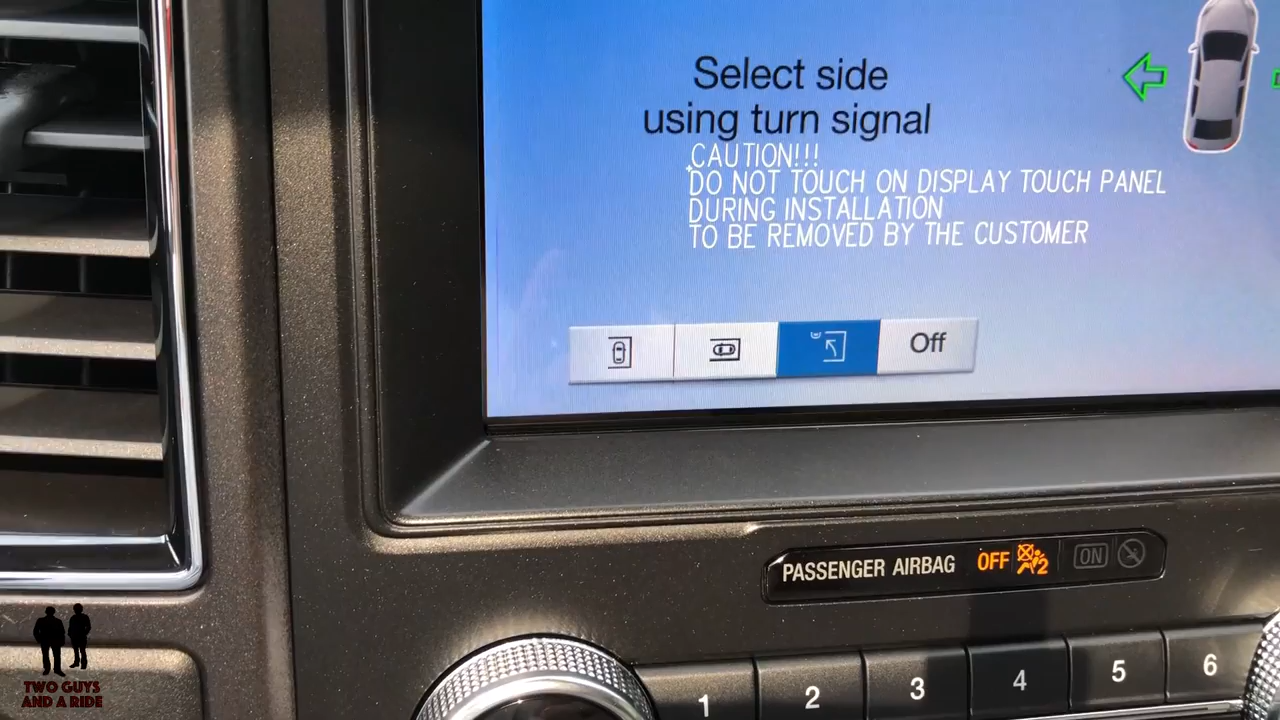 Select side
using turn signal
CAUTION!!!
DO NOT TOUCH ON DISPLAY TOUCH PANEL
DURING INSTALLATION
TO BE REMOVED BY THE CUSTOMER
Off
PASSENGER AIRBAG OFF 2 ON
1 2 3 4 5 6
TWO GUYS
AND A RIDE